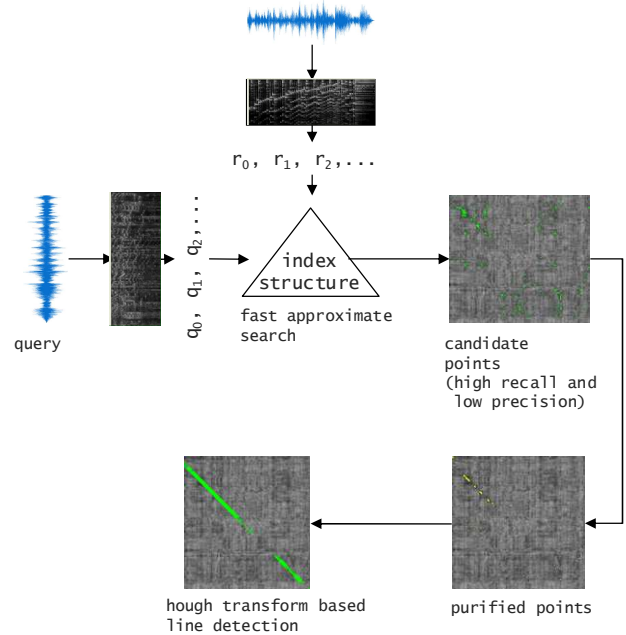 r0, r1, r2,...
q0, q1, q2,...
index
structure
query
fast approximate
search
candidate
points
(high recall and
low precision)
hough transform based
line detection
purified points